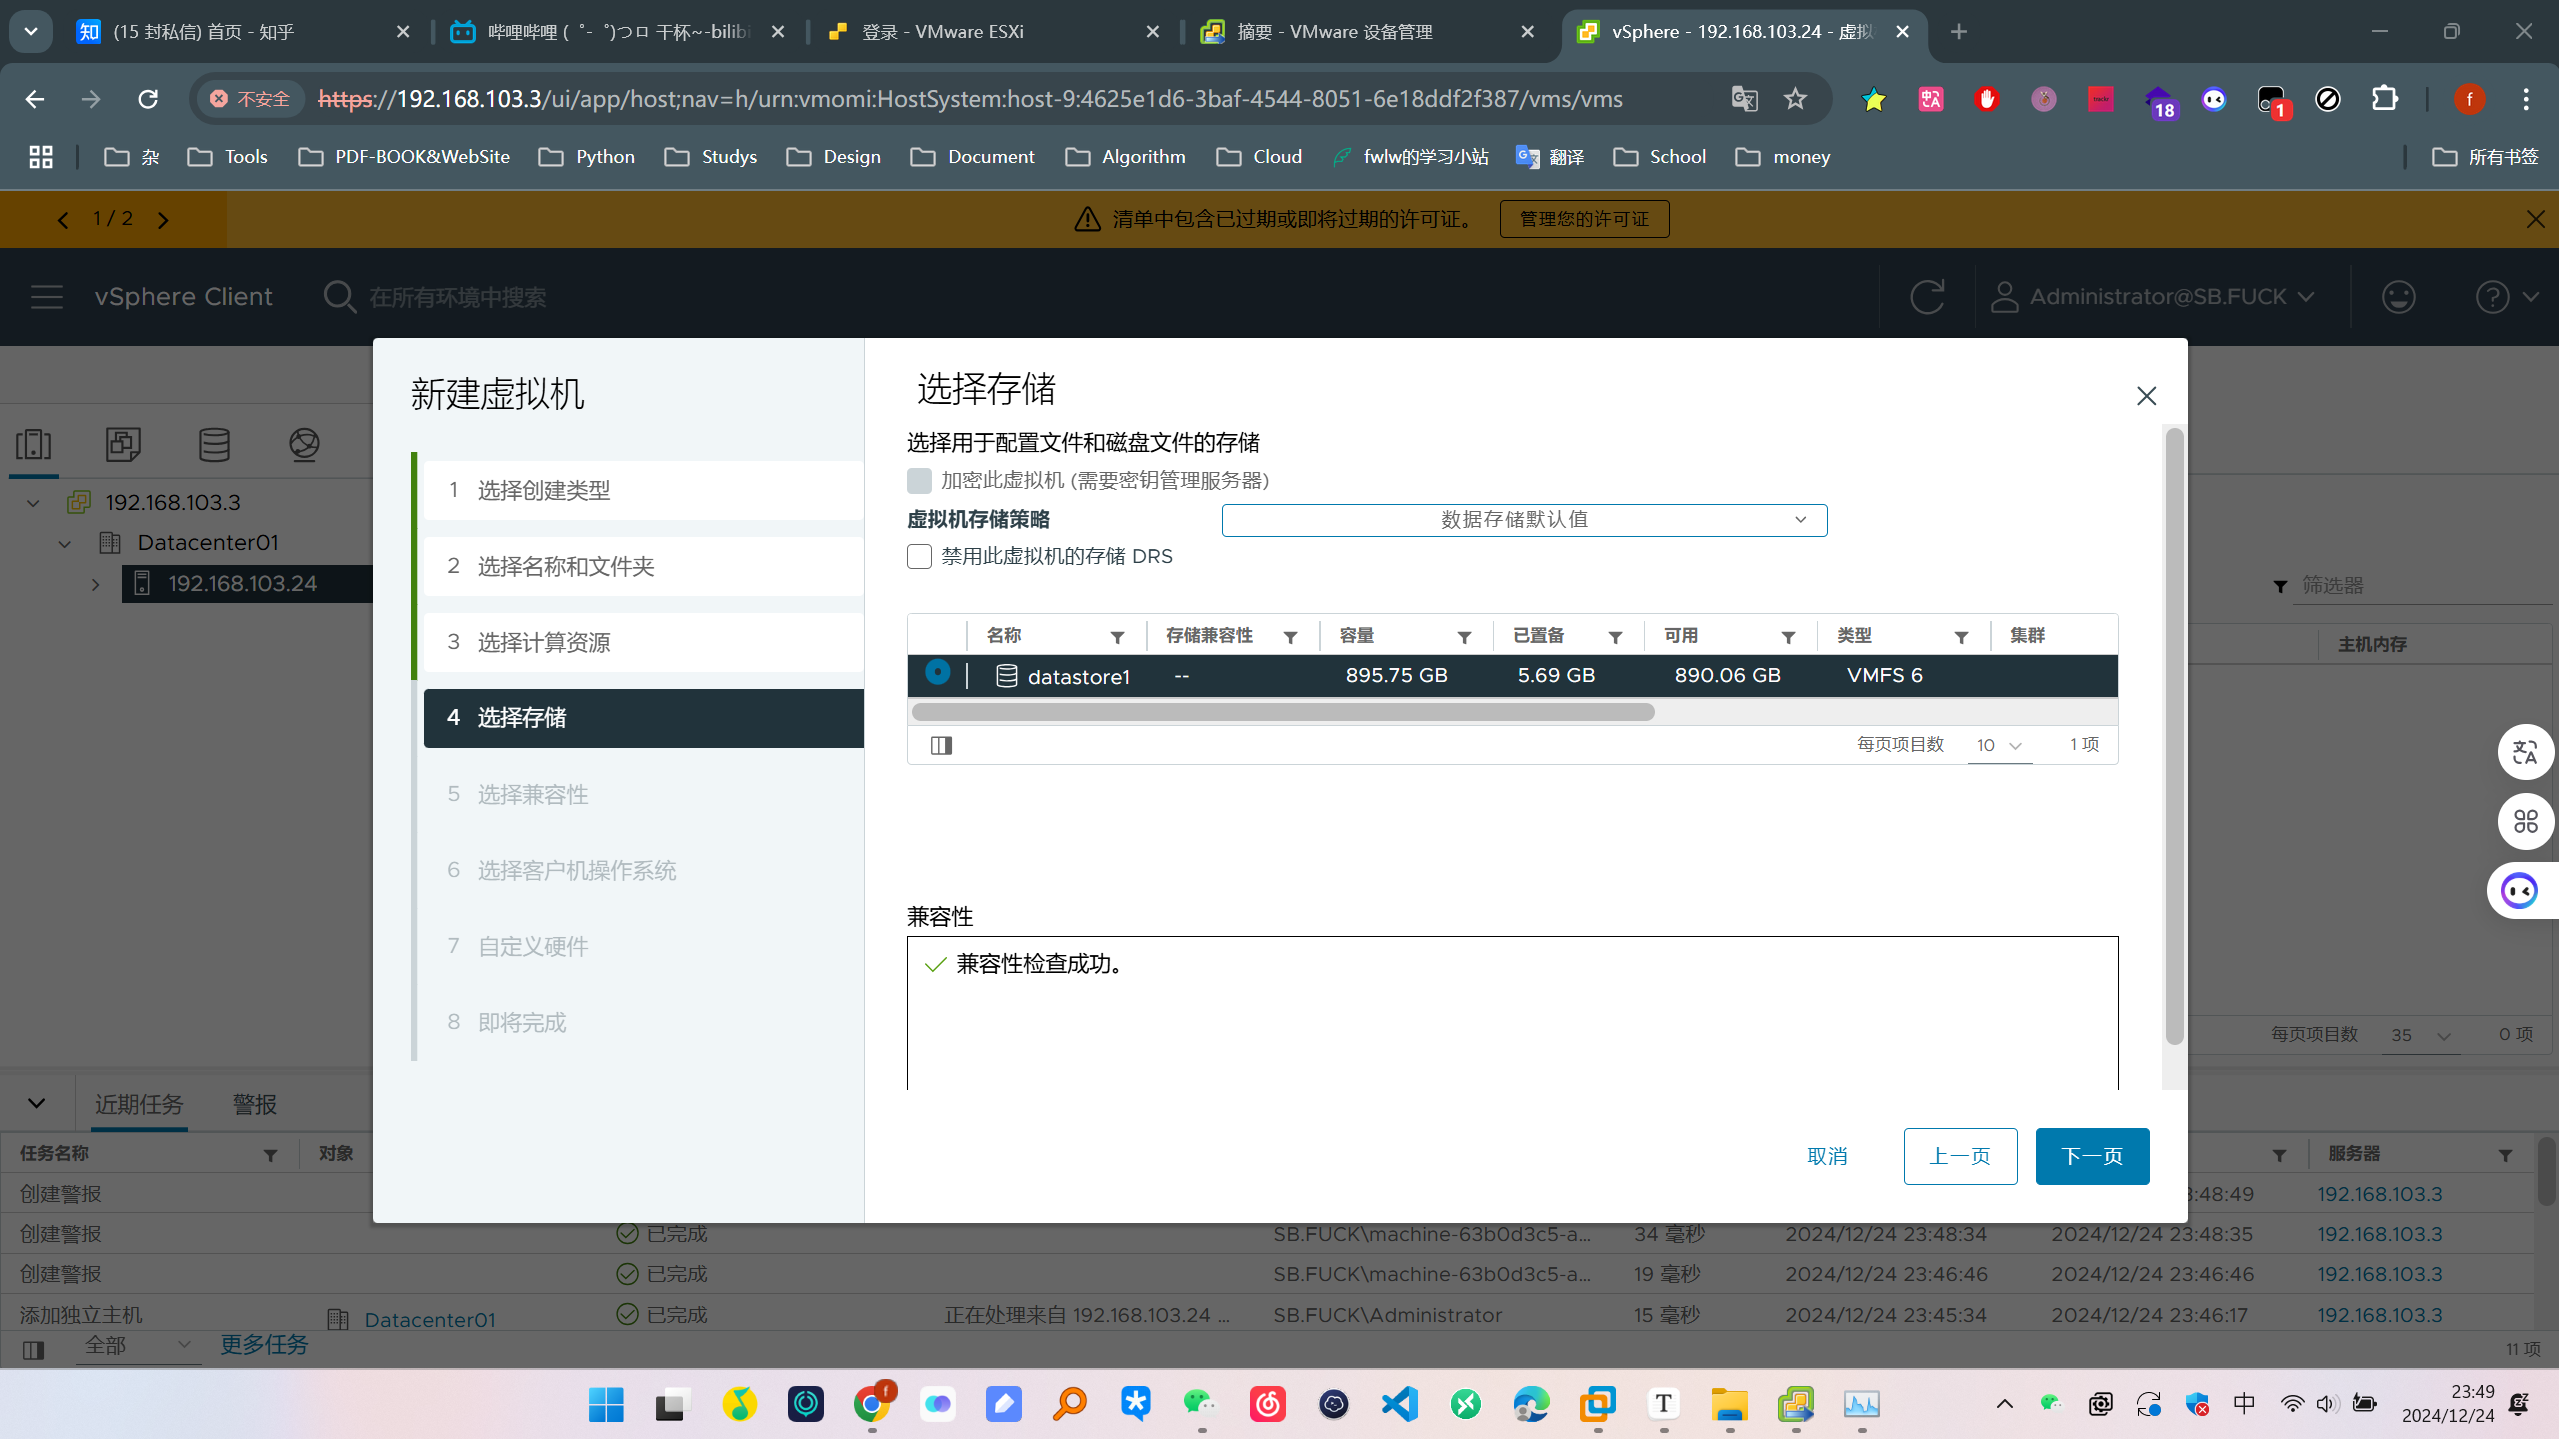 (15 封私信) 首页 - 知乎
哔哩哔哩 (゜-゜)つロ 干杯~-bilibi
登录 - VMware ESXi
摘要 - VMware 设备管理
vSphere - 192.168.103.24 - 虚拟
不安全
https://192.168.103.3/ui/app/host;nav=h/urn:vmomi:HostSystem:host-9:4625e1d6-3baf-4544-8051-6e18ddf2f387/vms/vms
18
1
f
杂
Tools
PDF-BOOK&WebSite
Python
Studys
Design
Document
Algorithm
Cloud
fwlw的学习小站
翻译
School
money
所有书签
1 / 2
清单中包含已过期或即将过期的许可证。
管理您的许可证
vSphere Client
在所有环境中搜索
Administrator@SB.FUCK
192.168.103.3
Datacenter01
192.168.103.24
筛选器
主机内存
每页项目数 35 0 项
新建虚拟机
1 选择创建类型
2 选择名称和文件夹
3 选择计算资源
4 选择存储
5 选择兼容性
6 选择客户机操作系统
7 自定义硬件
8 即将完成
选择存储
选择用于配置文件和磁盘文件的存储
加密此虚拟机 (需要密钥管理服务器)
虚拟机存储策略 数据存储默认值
禁用此虚拟机的存储 DRS
名称 存储兼容性 容量 已置备 可用 类型 集群
datastore1 -- 895.75 GB 5.69 GB 890.06 GB VMFS 6
每页项目数 10 1 项
兼容性
兼容性检查成功。
取消
上一页
下一页
近期任务 警报
任务名称 对象 服务器
创建警报 3:48:49 192.168.103.3
创建警报 已完成 SB.FUCK\machine-63b0d3c5-a... 34 毫秒 2024/12/24 23:48:34 2024/12/24 23:48:35 192.168.103.3
创建警报 已完成 SB.FUCK\machine-63b0d3c5-a... 19 毫秒 2024/12/24 23:46:46 2024/12/24 23:46:46 192.168.103.3
添加独立主机 Datacenter01 已完成 正在处理来自 192.168.103.24 ... SB.FUCK\Administrator 15 毫秒 2024/12/24 23:45:34 2024/12/24 23:46:17 192.168.103.3
全部 更多任务 11 项
中
23:49
2024/12/24